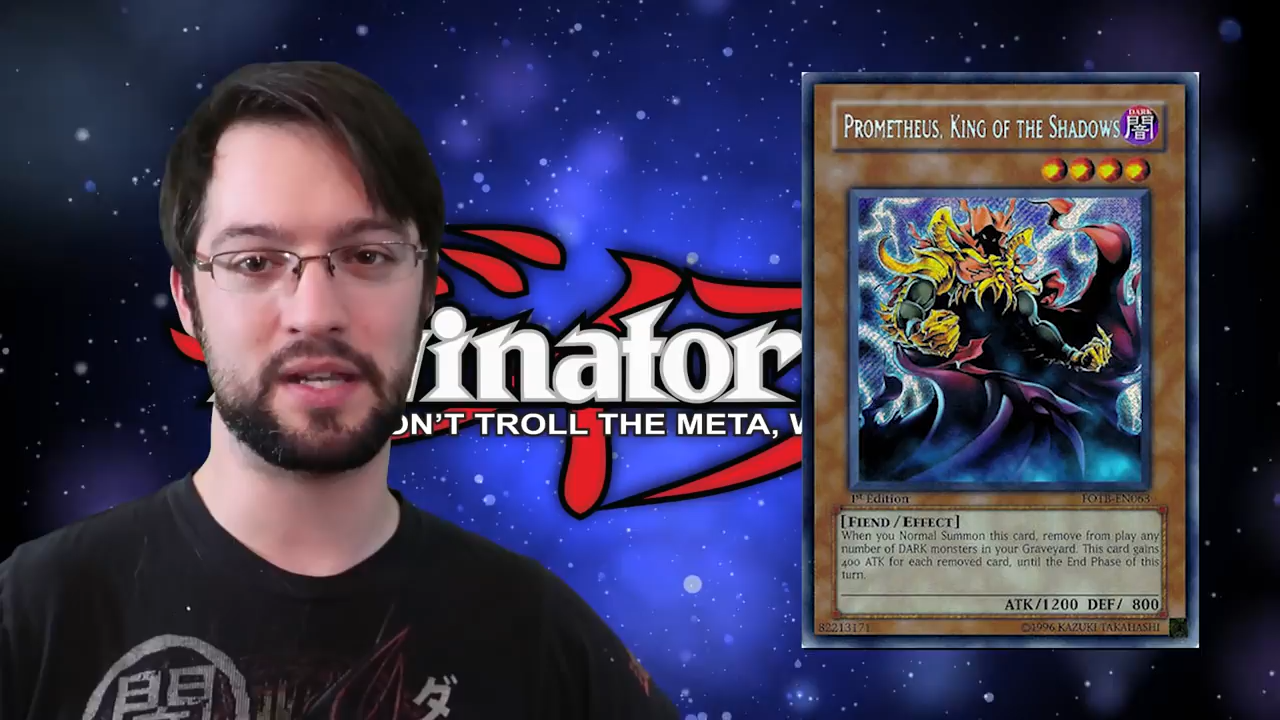 PROMETHEUS, KING OF THE SHADOWS
DARK
闇
vinator
ON'T TROLL THE META, W
1st Edition
FOTB-EN063
[FIEND/EFFECT]
When you Normal Summon this card, remove from play any
number of DARK monsters in your Graveyard. This card gains
400 ATK for each removed card, until the End Phase of this
turn.
ATK/1200 DEF/ 800
82213171
©1996 KAZUKI TAKAHASHI
闇
ダ